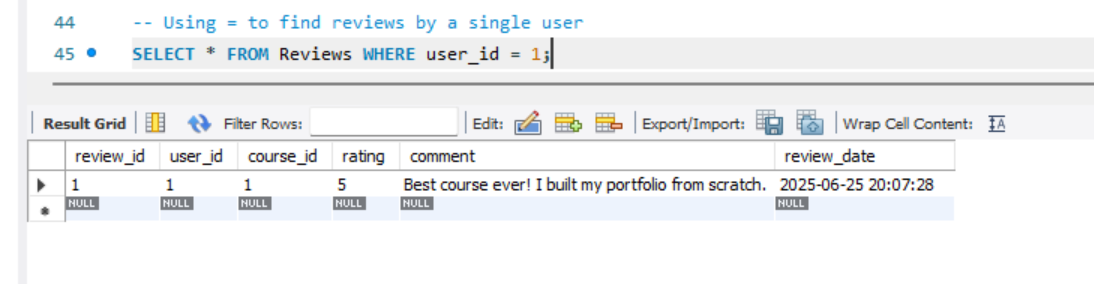 44 -- Using = to find reviews by a single user
45 SELECT * FROM Reviews WHERE user_id = 1;
Result Grid Filter Rows: Edit: Export/Import: Wrap Cell Content: IA
review_id user_id course_id rating comment review_date
1 1 1 5 Best course ever! I built my portfolio from scratch. 2025-06-25 20:07:28
NULL NULL NULL NULL NULL NULL